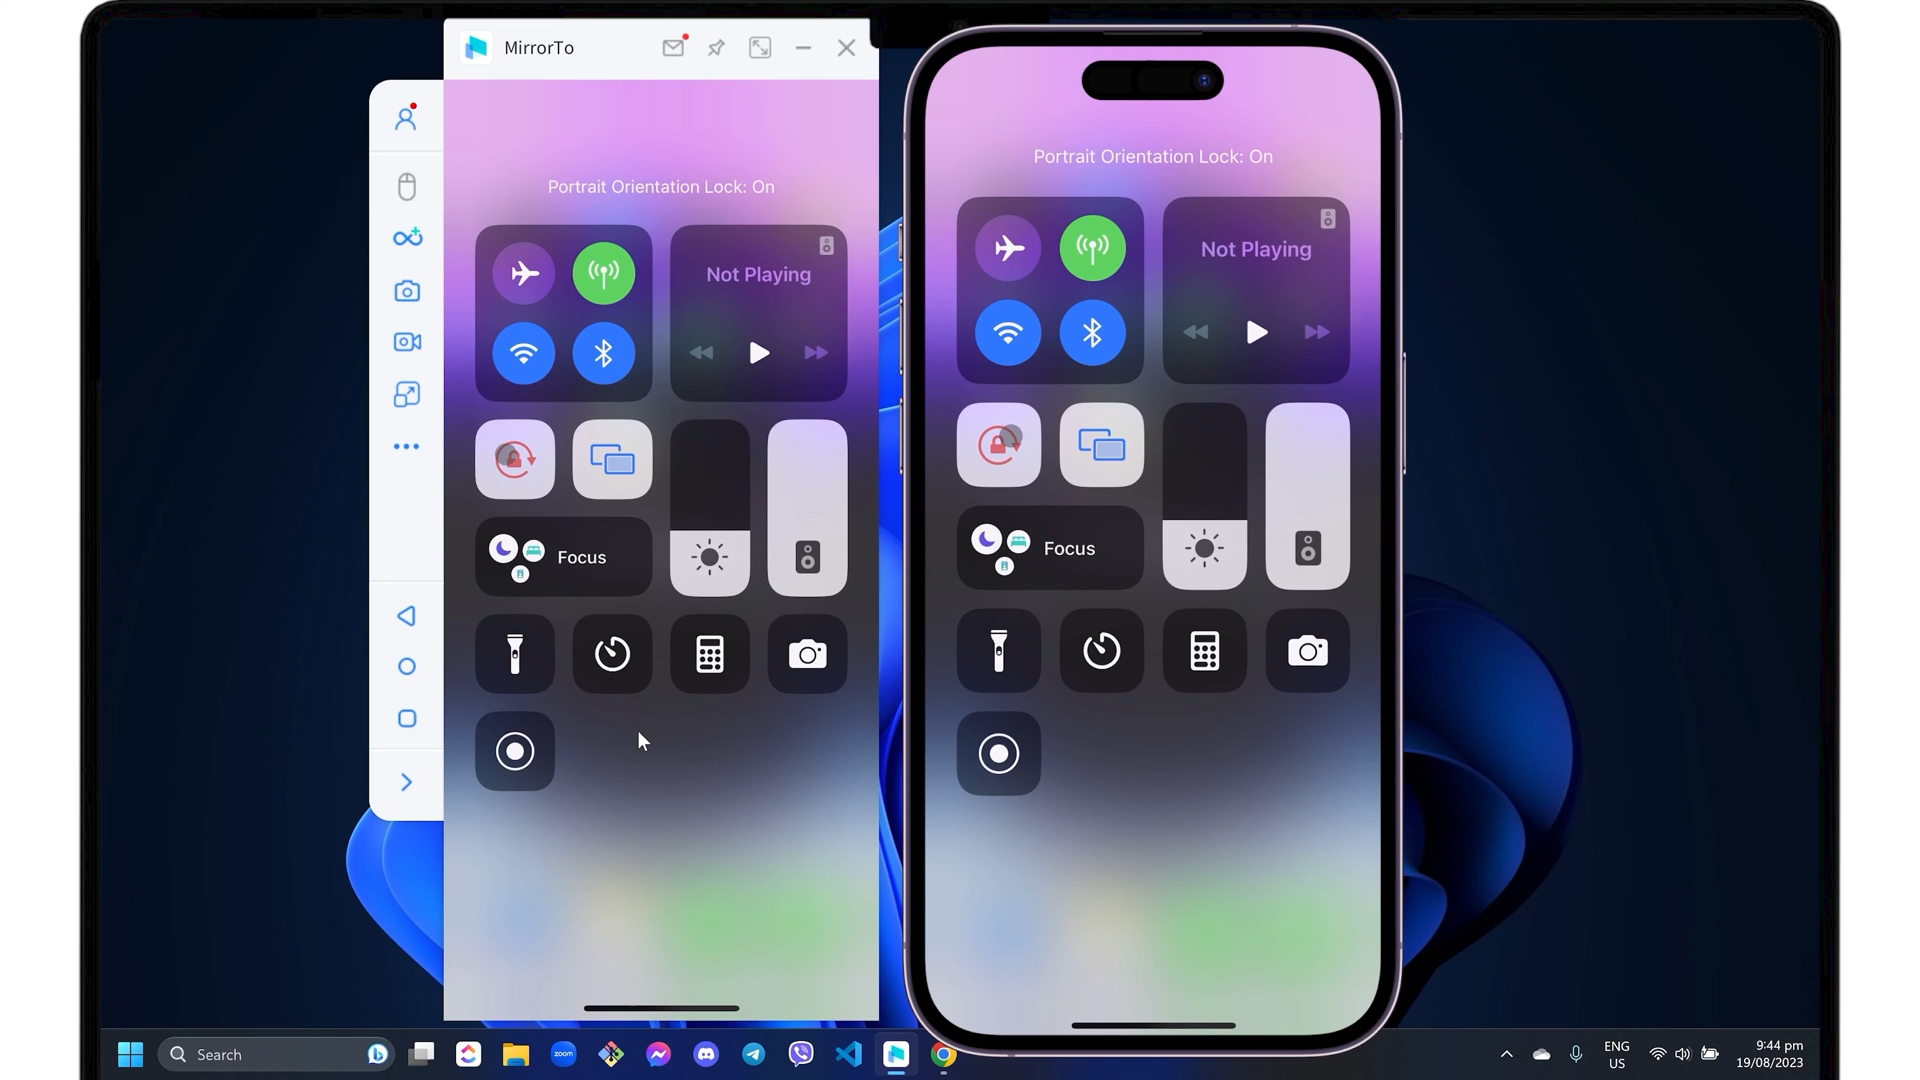 MirrorTo
Portrait Orientation Lock: On
Not Playing
Focus
Portrait Orientation Lock: On
Not Playing
Focus
Search
zoom
ENG
US
9:44 pm
19/08/2023